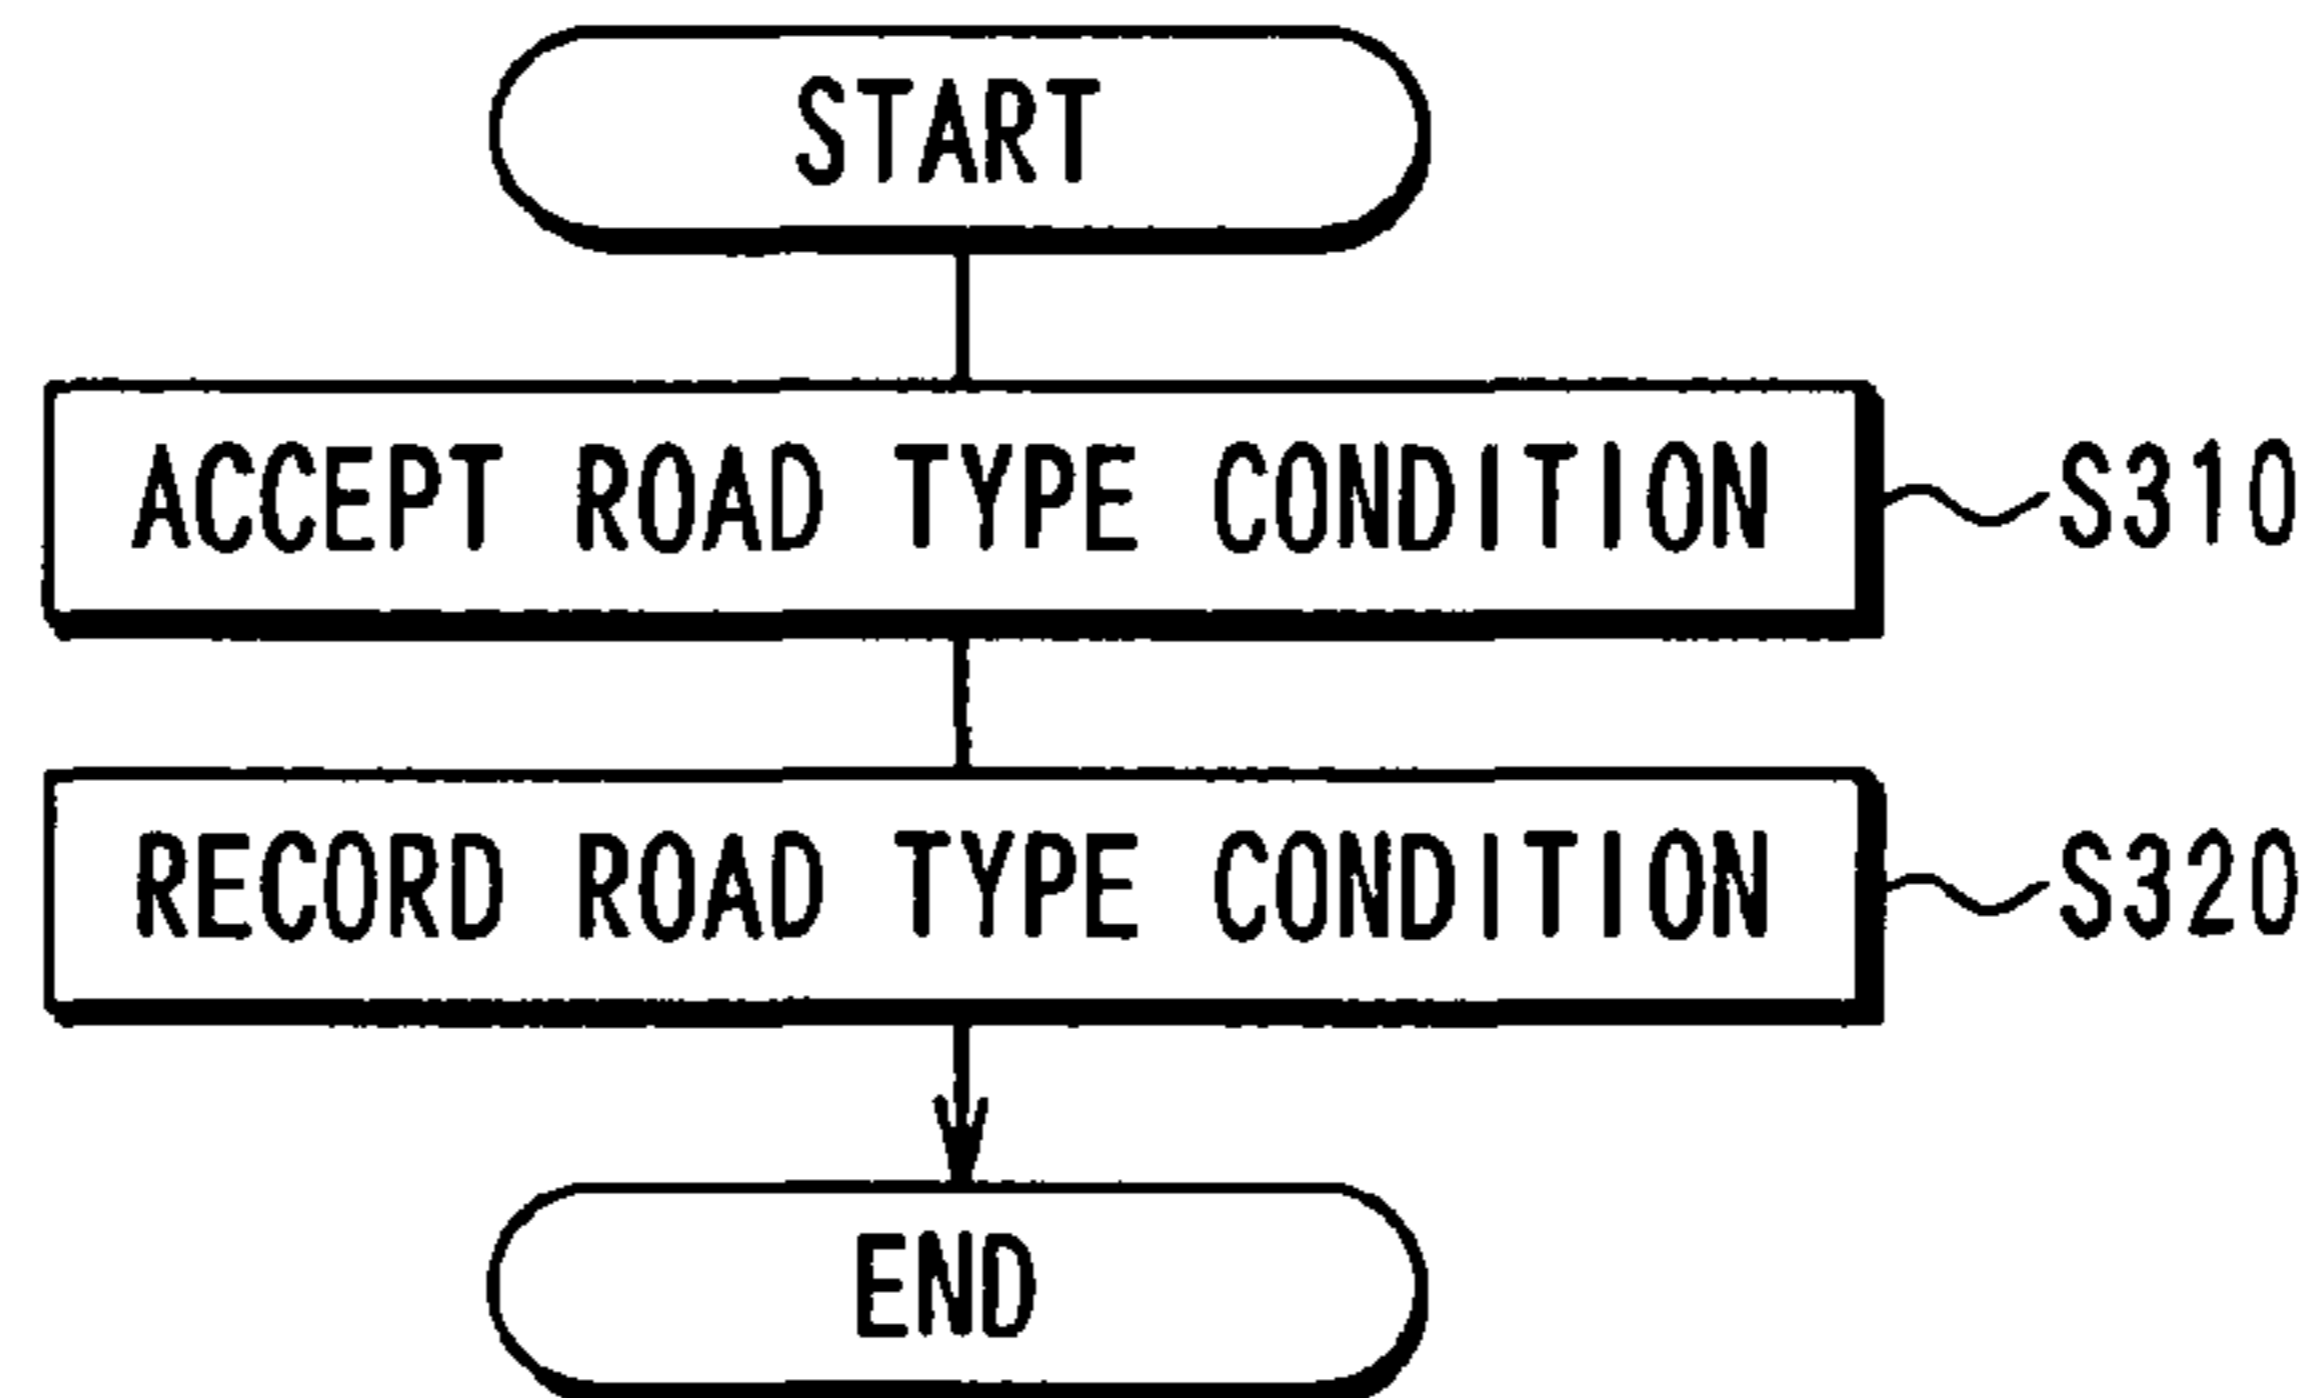 START
ACCEPT ROAD TYPE CONDITION S310
RECORD ROAD TYPE CONDITION S320
END